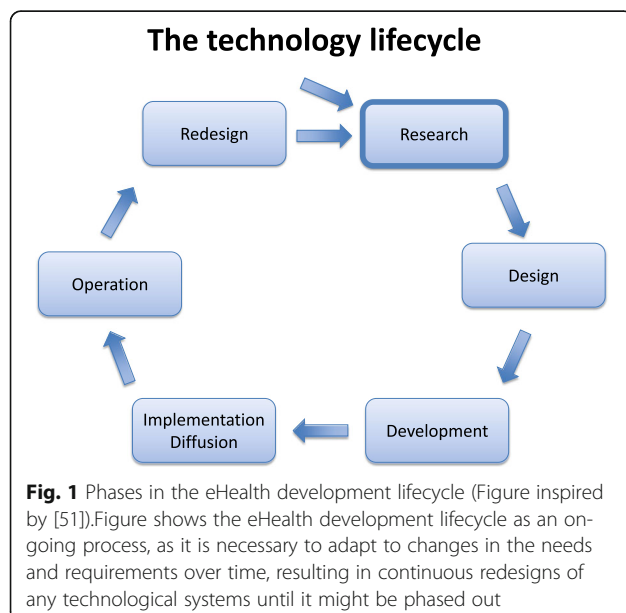 The technology lifecycle
Redesign
Research
Design
Development
Implementation
Diffusion
Operation
Fig. 1 Phases in the eHealth development lifecycle (Figure inspired
by [51]).Figure shows the eHealth development lifecycle as an on-
going process, as it is necessary to adapt to changes in the needs
and requirements over time, resulting in continuous redesigns of
any technological systems until it might be phased out